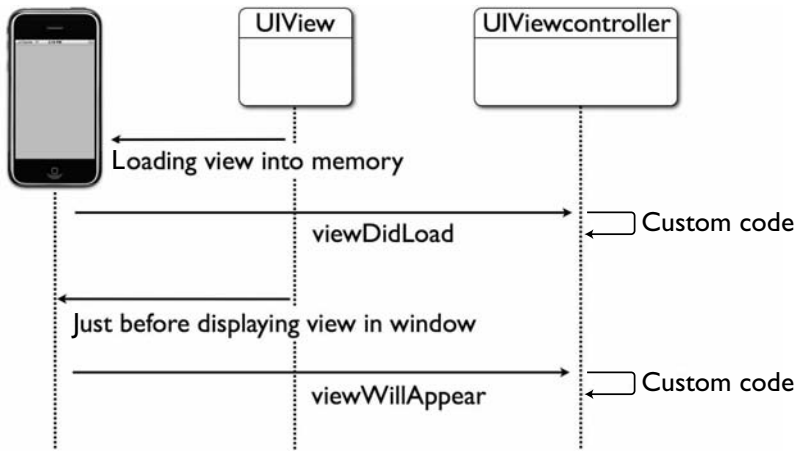 UIView
UIViewcontroller
Loading view into memory
viewDidLoad
Custom code
Just before displaying view in window
viewWillAppear
Custom code